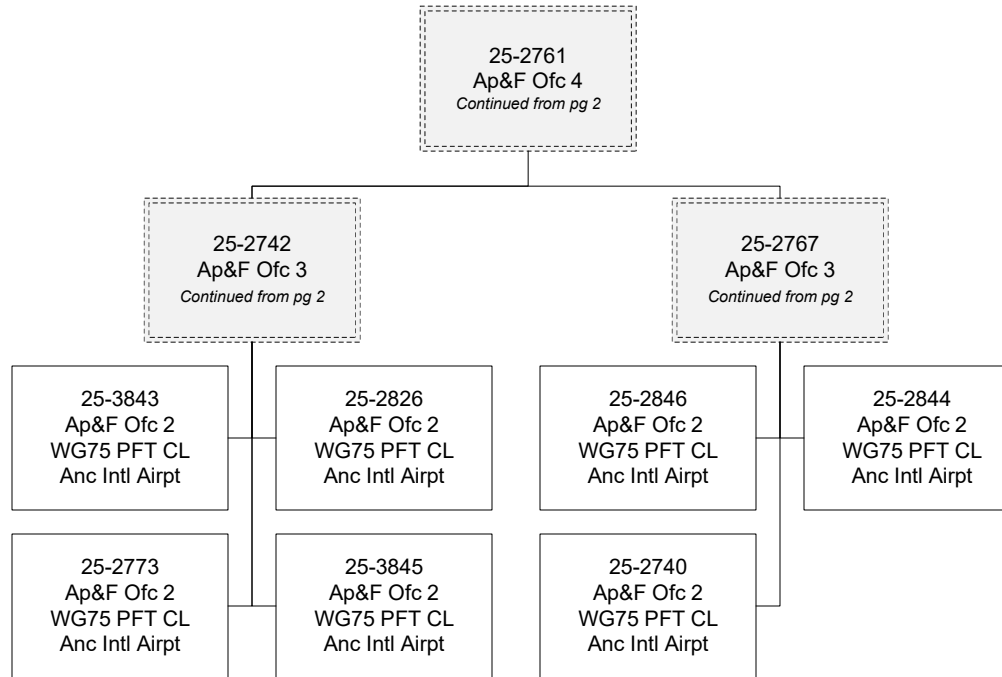 25-2761
Ap&F Ofc 4
Continued from pg 2
25-2742
Ap&F Ofc 3
Continued from pg 2
25-2767
Ap&F Ofc 3
Continued from pg 2
25-3843
Ap&F Ofc 2
WG75 PFT CL
Anc Intl Airpt
25-2826
Ap&F Ofc 2
WG75 PFT CL
Anc Intl Airpt
25-2846
Ap&F Ofc 2
WG75 PFT CL
Anc Intl Airpt
25-2844
Ap&F Ofc 2
WG75 PFT CL
Anc Intl Airpt
25-2773
Ap&F Ofc 2
WG75 PFT CL
Anc Intl Airpt
25-3845
Ap&F Ofc 2
WG75 PFT CL
Anc Intl Airpt
25-2740
Ap&F Ofc 2
WG75 PFT CL
Anc Intl Airpt